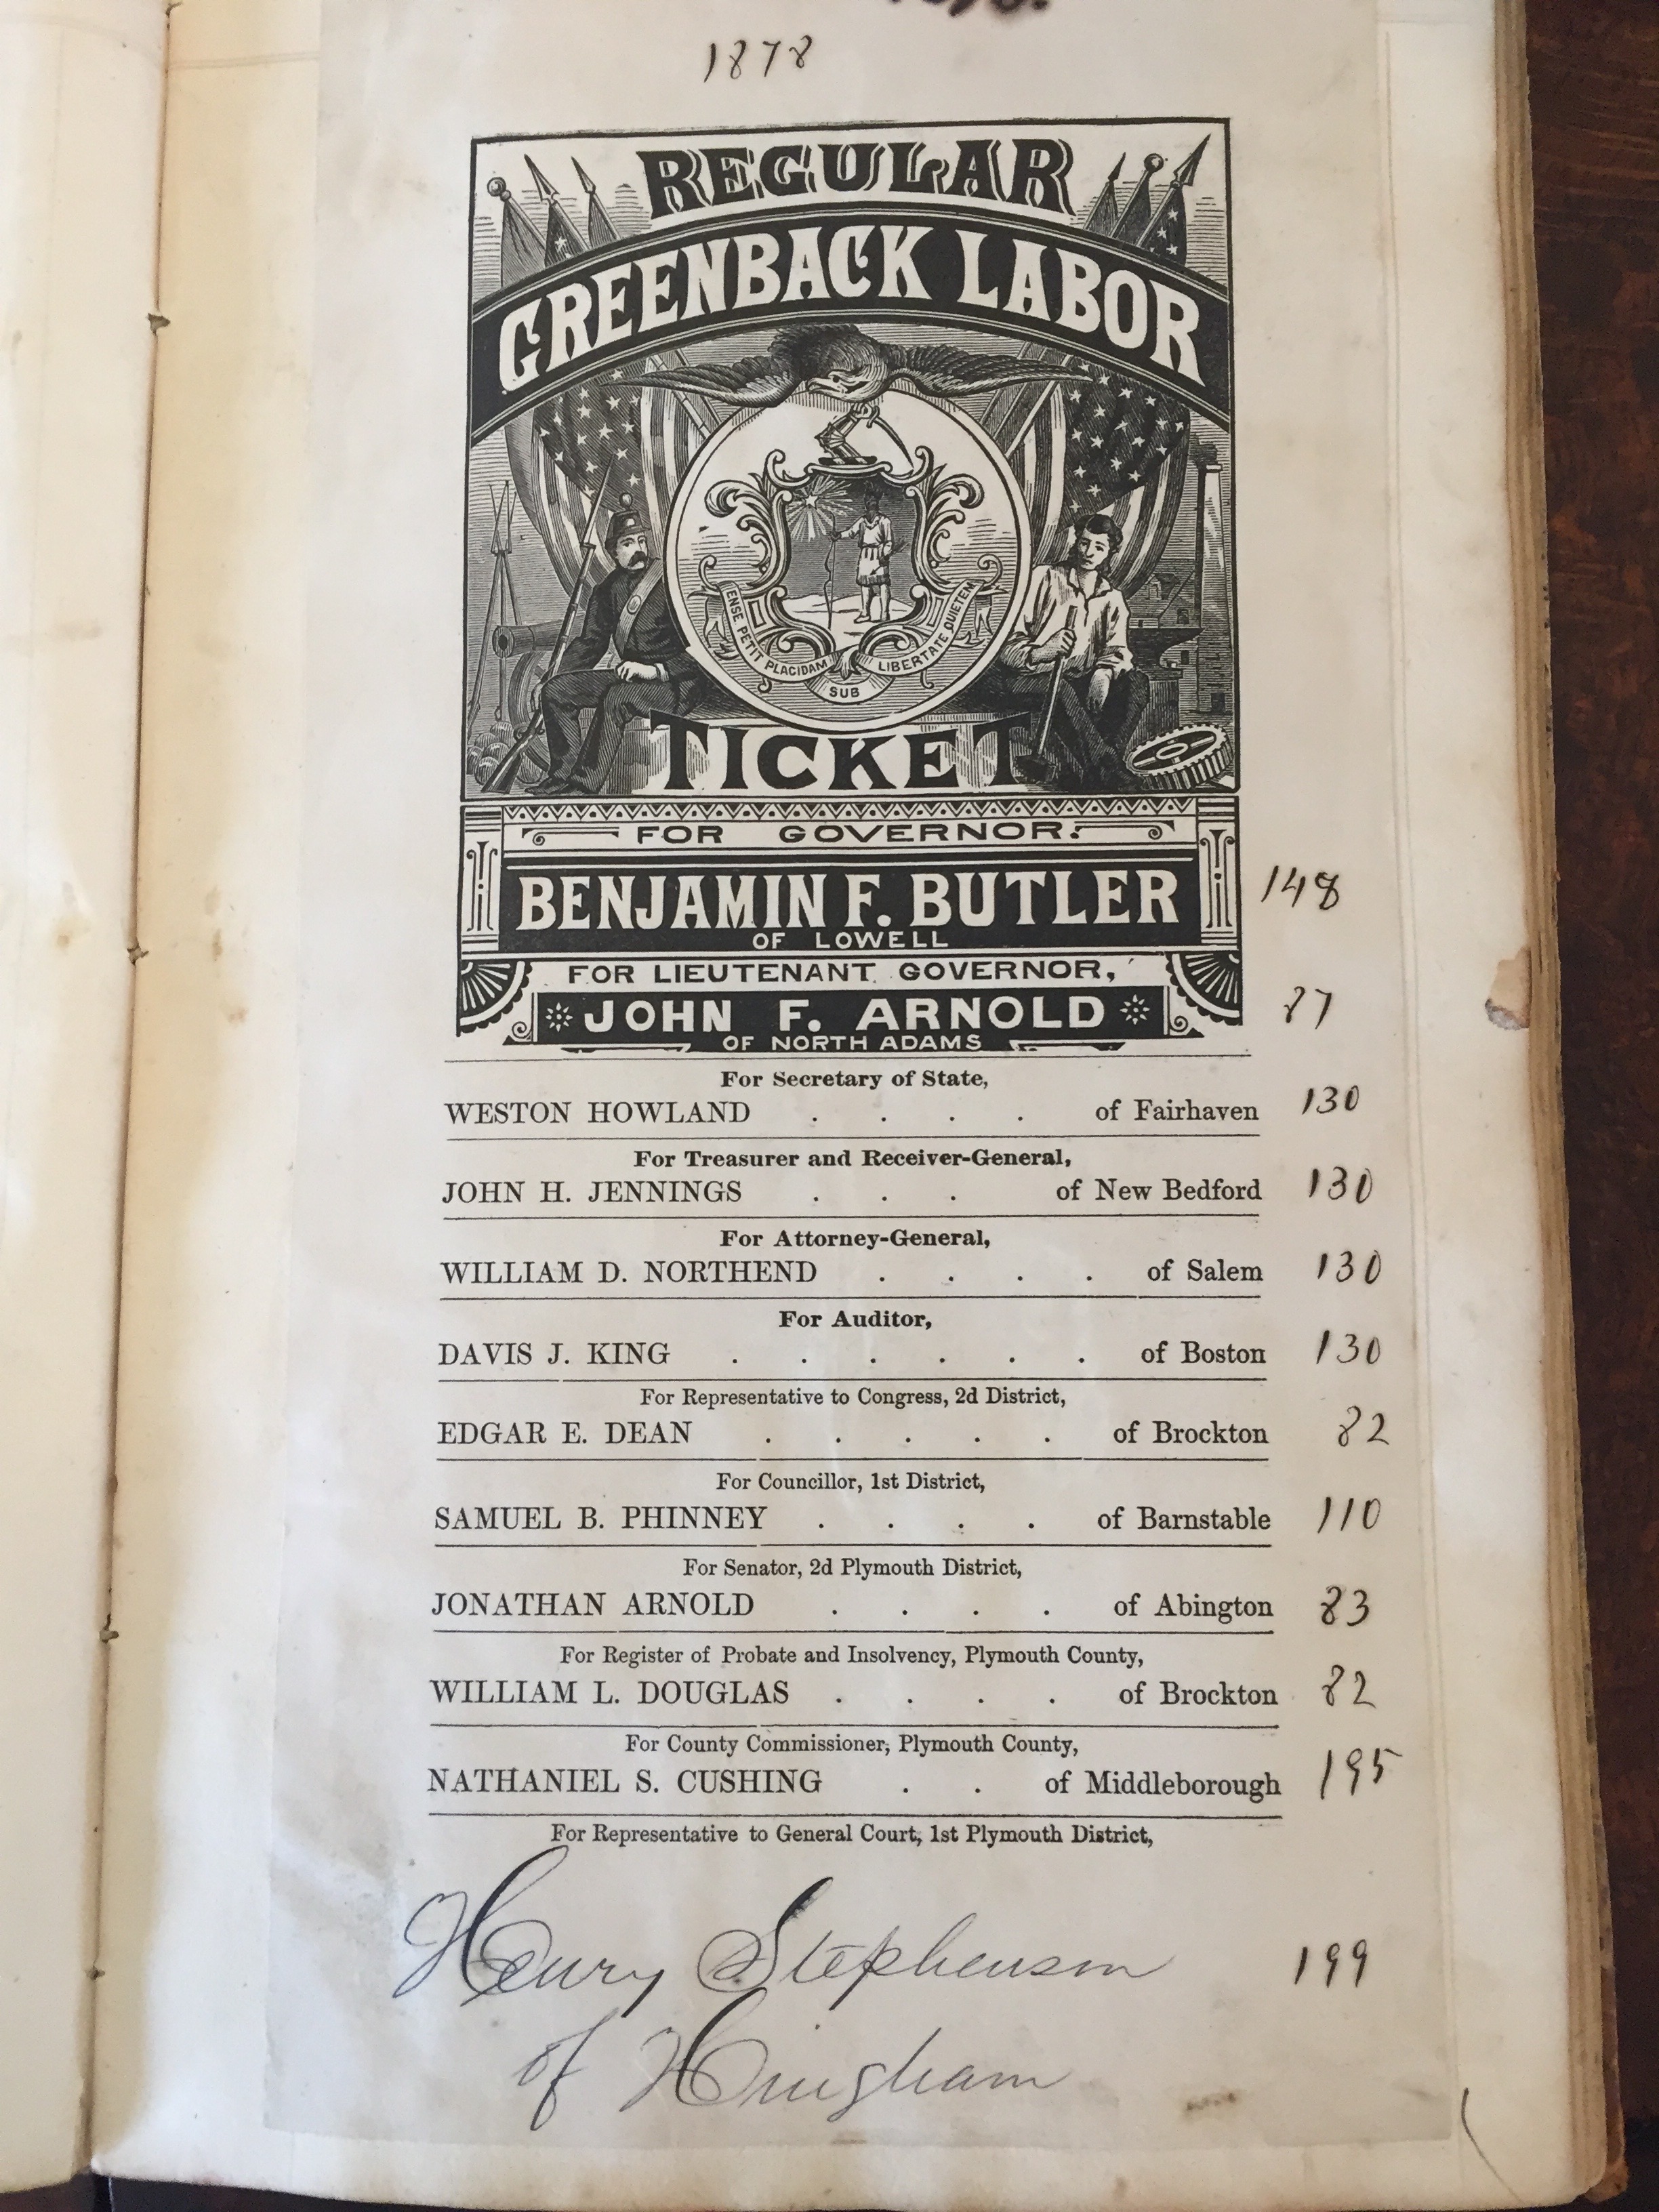 1878
REGULAR
GREENBACK LABOR
ENSE PETIT PLACIDAM
SUB
LIBERTATE QUIETEM
TICKET
FOR GOVERNOR.
BENJAMIN F. BUTLER 148
OF LOWELL
FOR LIEUTENANT GOVERNOR,
JOHN F. ARNOLD 87
OF NORTH ADAMS
For Secretary of State,
WESTON HOWLAND . . . . of Fairhaven 130
For Treasurer and Receiver-General,
JOHN H. JENNINGS . . . of New Bedford 130
For Attorney-General,
WILLIAM D. NORTHEND . . . . of Salem 130
For Auditor,
DAVIS J. KING . . . . . . of Boston 130
For Representative to Congress, 2d District,
EDGAR E. DEAN . . . . . of Brockton 82
For Councillor, 1st District,
SAMUEL B. PHINNEY . . . . of Barnstable 110
For Senator, 2d Plymouth District,
JONATHAN ARNOLD . . . . of Abington 83
For Register of Probate and Insolvency, Plymouth County,
WILLIAM L. DOUGLAS . . . . of Brockton 82
For County Commissioner, Plymouth County,
NATHANIEL S. CUSHING . . of Middleborough 195
For Representative to General Court, 1st Plymouth District,
Henry Stephenson 199
of Hingham